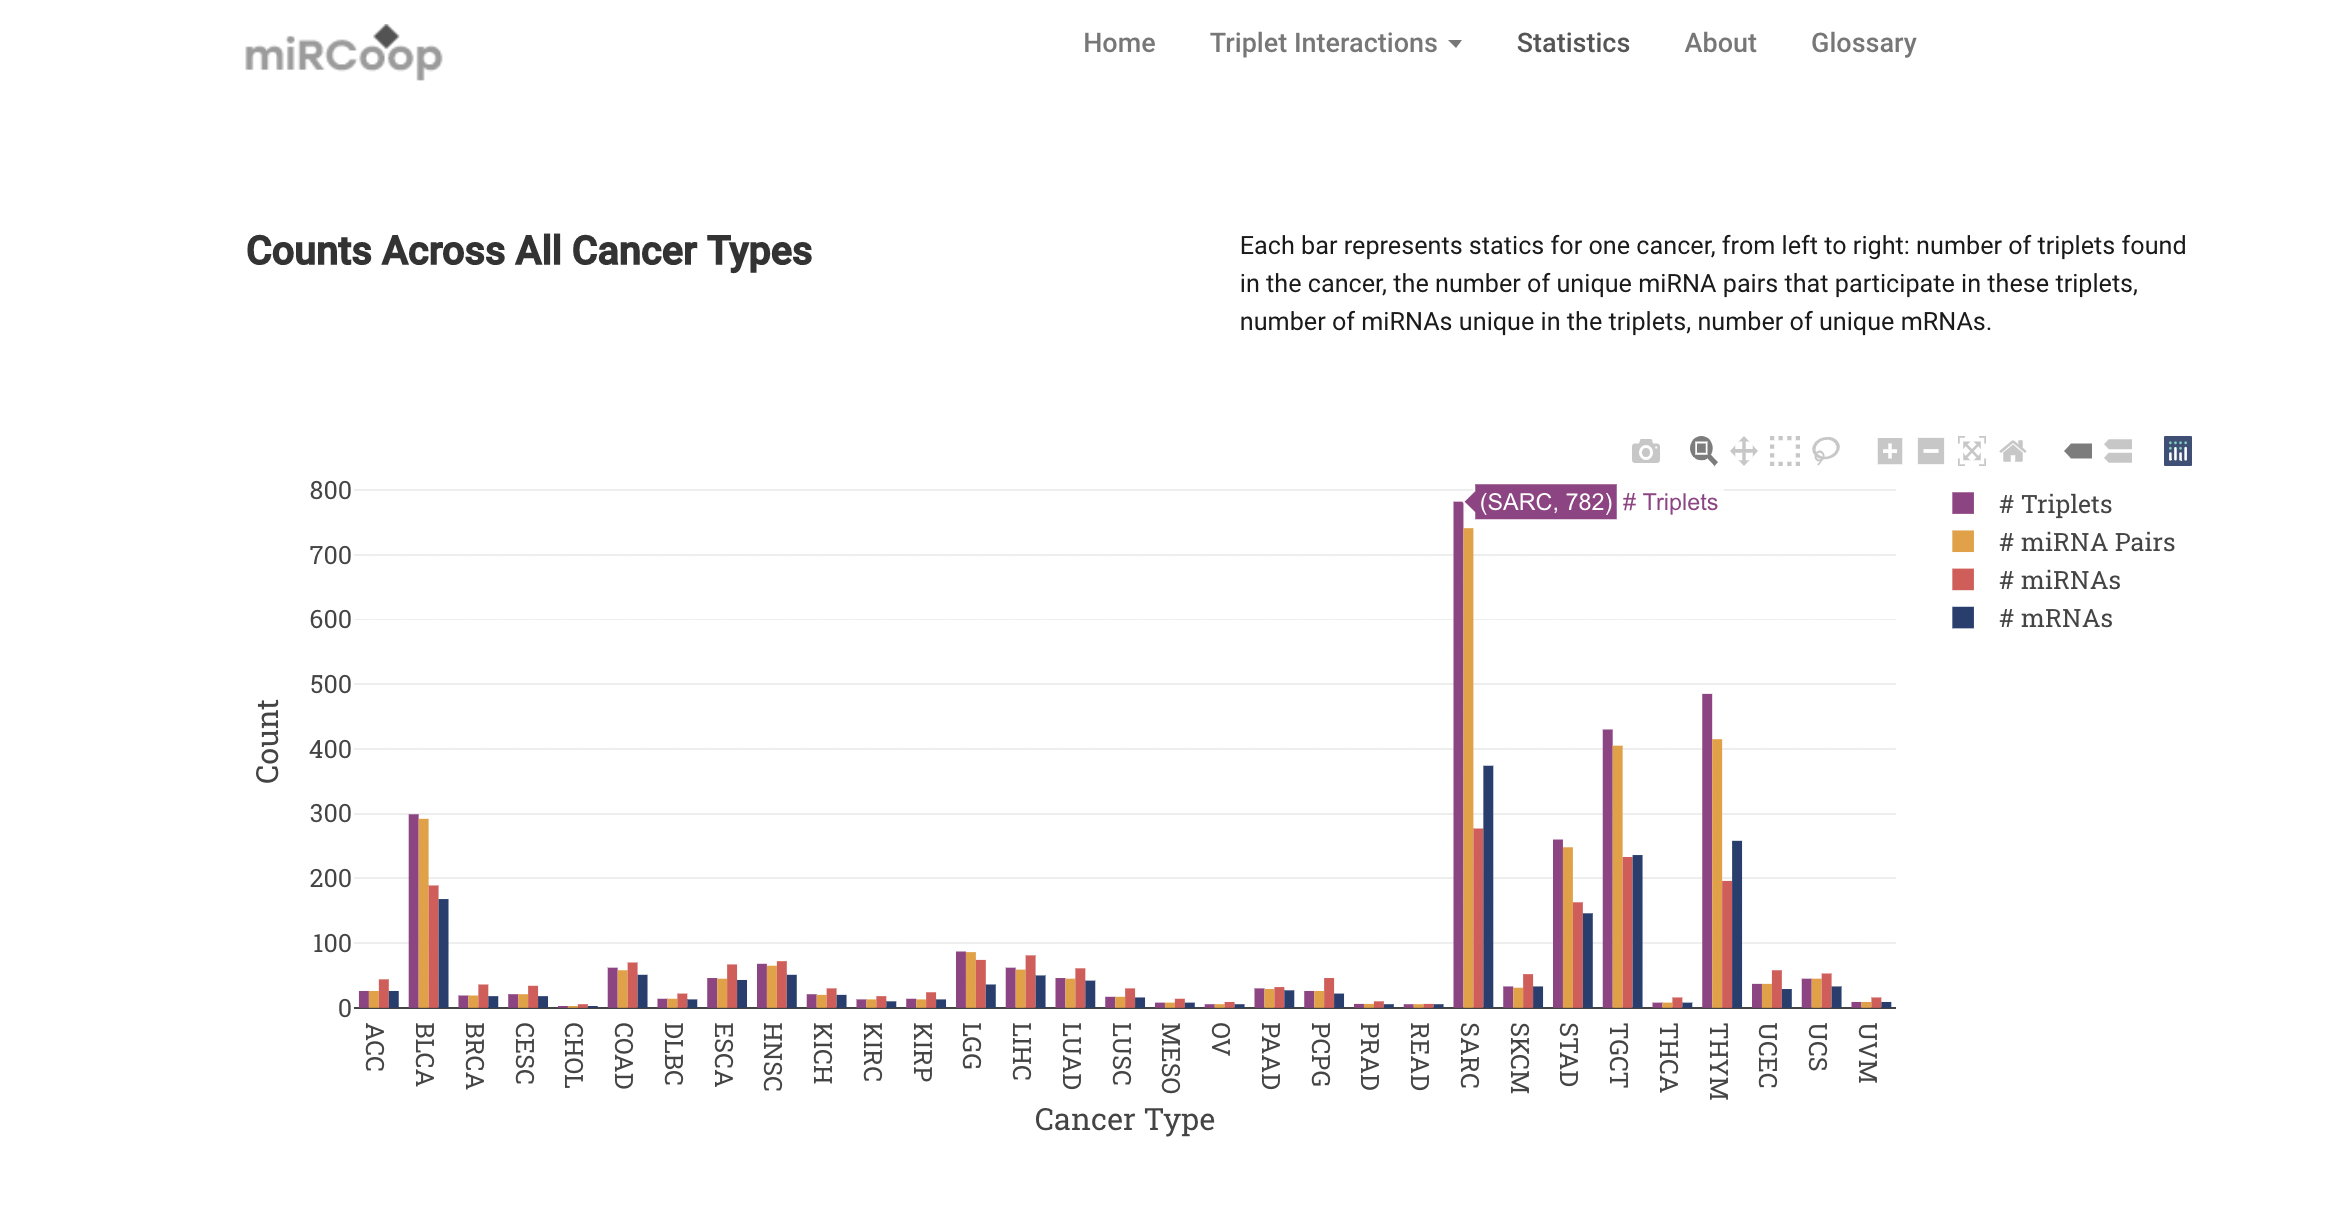 miRCoop
Home Triplet Interactions Statistics About Glossary
Counts Across All Cancer Types
Each bar represents statics for one cancer, from left to right: number of triplets found
in the cancer, the number of unique miRNA pairs that participate in these triplets,
number of miRNAs unique in the triplets, number of unique mRNAs.
(SARC, 782) # Triplets
# Triplets
# miRNA Pairs
# miRNAs
# mRNAs
Count
800
700
600
500
400
300
200
100
0
ACC
BLCA
BRCA
CESC
CHOL
COAD
DLBC
ESCA
HNSC
KICH
KIRC
KIRP
LGG
LIHC
LUAD
LUSC
MESO
OV
PAAD
PCPG
PRAD
READ
SARC
SKCM
STAD
TGCT
THCA
THYM
UCEC
UCS
UVM
Cancer Type